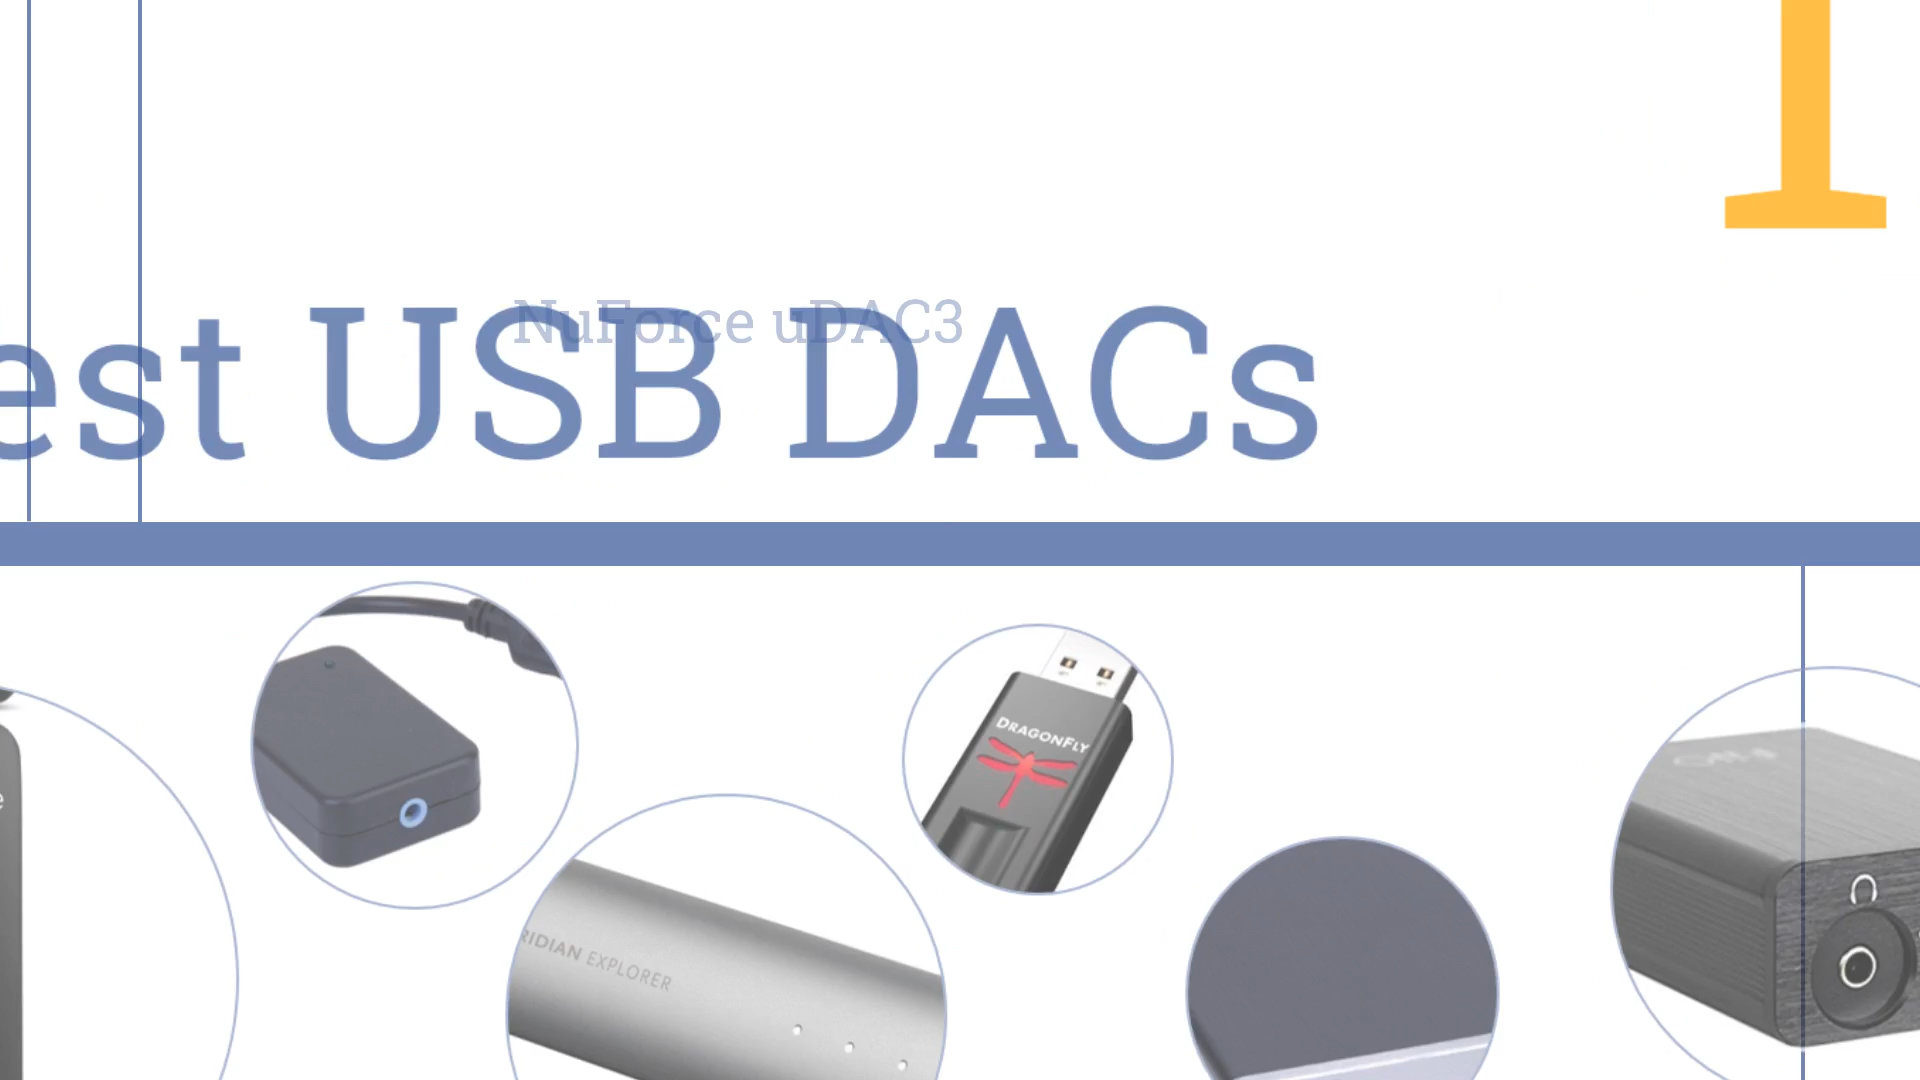 1
NuForce uDAC3
est USB DACs
DRAGONFLY
RIDIAN EXPLORER
e